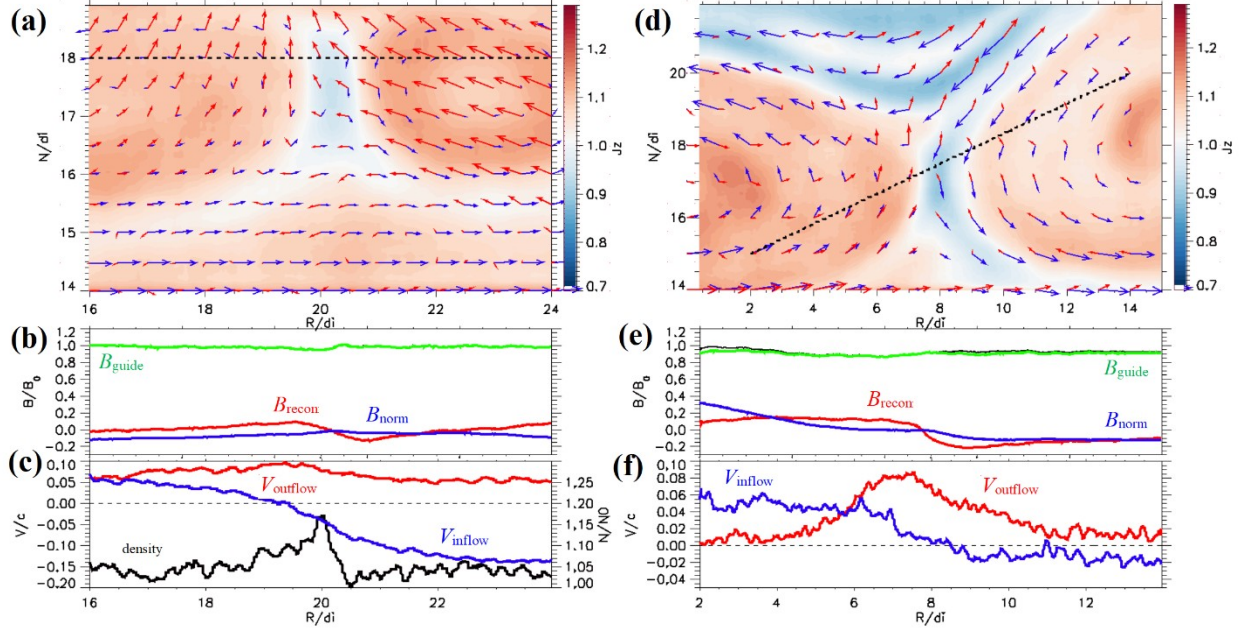 (a)
19
18
17
16
15
14
N/di
16 18 20 22 24
R/di
1.2
1.1
1.0
0.9
0.8
0.7
Jz
(b)
1.2
1.0
0.8
0.6
0.4
0.2
0.0
-0.2
B/B0
Bguide
Brecon
Bnorm
(c)
0.10
0.05
0.00
-0.05
-0.10
-0.15
-0.20
V/c
Voutflow
Vinflow
density
1,25
1,20
1,15
1,10
1,05
1,00
N/N0
16 18 20 22
R/di
(d)
20
18
16
14
N/di
2 4 6 8 10 12 14
R/di
1.2
1.1
1.0
0.9
0.8
0.7
Jz
(e)
1.2
1.0
0.8
0.6
0.4
0.2
0.0
-0.2
B/B0
Bguide
Brecon
Bnorm
(f)
0.10
0.08
0.06
0.04
0.02
0.00
-0.02
-0.04
V/c
Vinflow
Voutflow
2 4 6 8 10 12
R/di